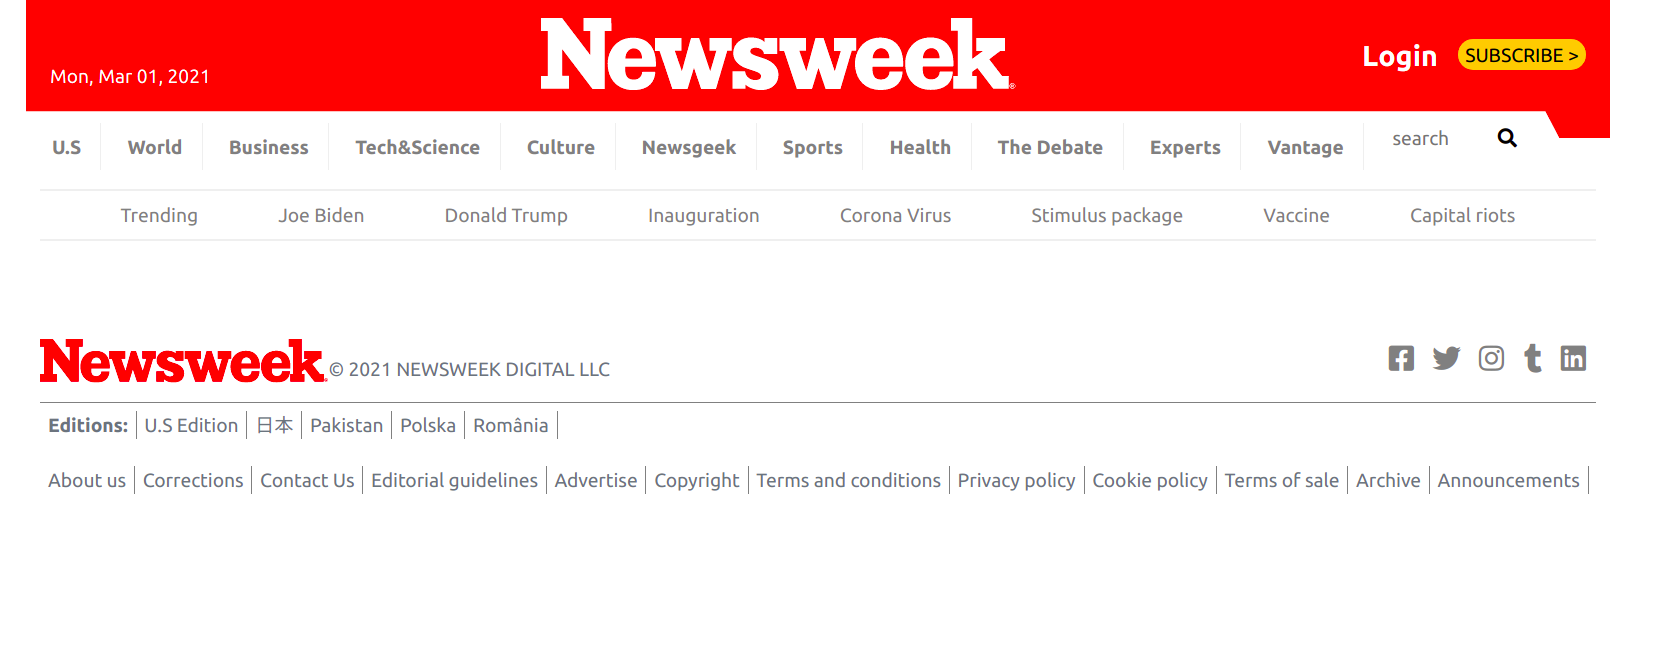 Newsweek®
Mon, Mar 01, 2021
Login SUBSCRIBE >
U.S World Business Tech&Science Culture Newsgeek Sports Health The Debate Experts Vantage search
Trending Joe Biden Donald Trump Inauguration Corona Virus Stimulus package Vaccine Capital riots
Newsweek © 2021 NEWSWEEK DIGITAL LLC
Editions: U.S Edition 日本 Pakistan Polska România
About us Corrections Contact Us Editorial guidelines Advertise Copyright Terms and conditions Privacy policy Cookie policy Terms of sale Archive Announcements